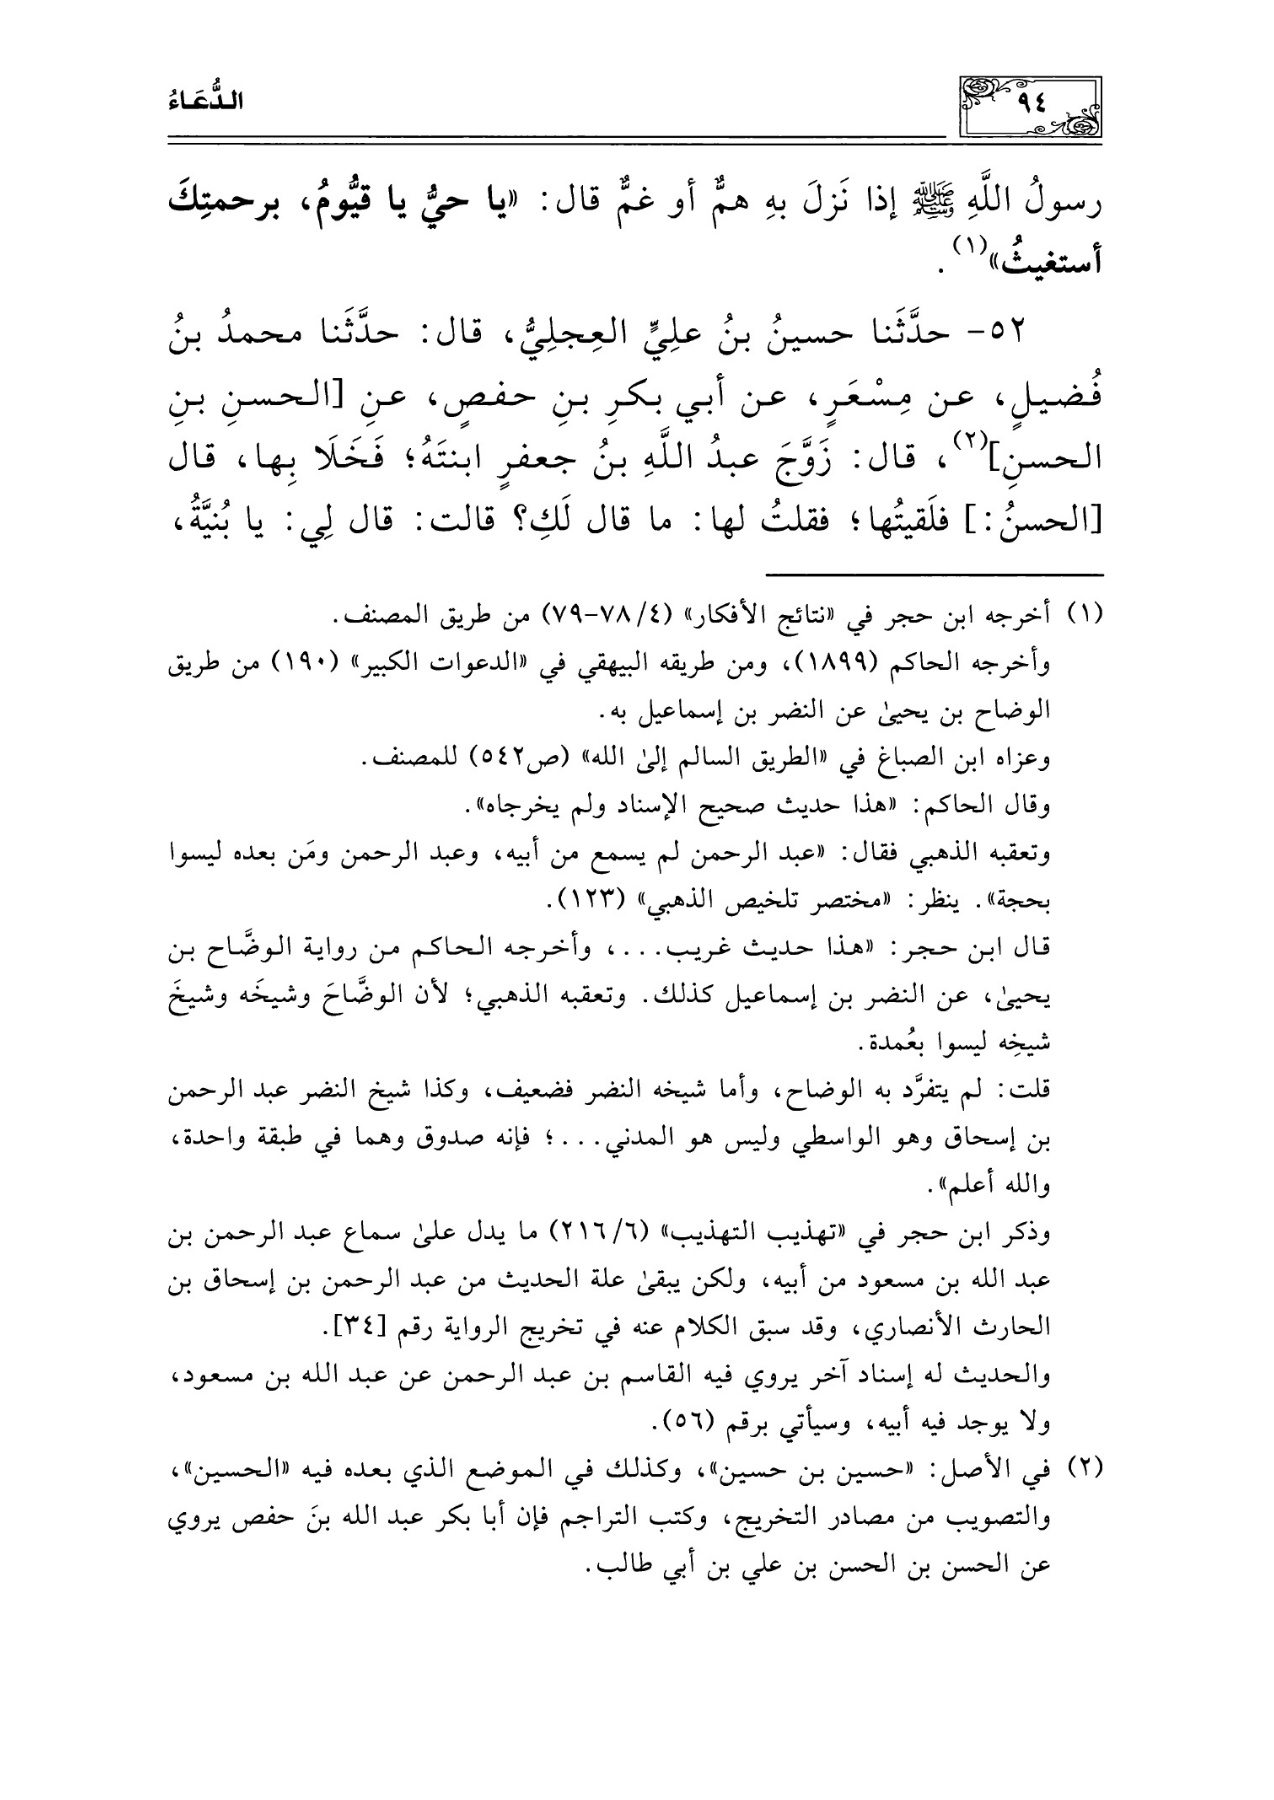 ٩٤
الدُّعَاءُ
رسولُ اللَّهِ ﷺ إذا نَزلَ بهِ همٌّ أو غمٌّ قال: «يا حيُّ يا قيُّومُ، برحمتِكَ
أستغيثُ»(١).
٥٢- حدَّثَنا حسينُ بنُ علِيٍّ العِجلِيُّ، قال: حدَّثَنا محمدُ بنُ
فُضيلٍ، عن مِسْعَرٍ، عن أبي بكرِ بنِ حفصٍ، عنِ [الحسنِ بنِ
الحسنِ](٢)، قال: زَوَّجَ عبدُ اللَّهِ بنُ جعفرٍ ابنتَهُ؛ فَخَلَا بِها، قال
[الحسنُ:] فلَقيتُها؛ فقلتُ لها: ما قال لَكِ؟ قالت: قال لِي: يا بُنيَّةُ،
(١) أخرجه ابن حجر في «نتائج الأفكار» (٤/ ٧٨-٧٩) من طريق المصنف.
وأخرجه الحاكم (١٨٩٩)، ومن طريقه البيهقي في «الدعوات الكبير» (١٩٠) من طريق
الوضاح بن يحيىٰ عن النضر بن إسماعيل به.
وعزاه ابن الصباغ في «الطريق السالم إلىٰ الله» (ص٥٤٢) للمصنف.
وقال الحاكم: «هذا حديث صحيح الإسناد ولم يخرجاه».
وتعقبه الذهبي فقال: «عبد الرحمن لم يسمع من أبيه، وعبد الرحمن ومَن بعده ليسوا
بحجة». ينظر: «مختصر تلخيص الذهبي» (١٢٣).
قال ابن حجر: «هذا حديث غريب...، وأخرجه الحاكم من رواية الوضَّاح بن
يحيىٰ، عن النضر بن إسماعيل كذلك. وتعقبه الذهبي؛ لأن الوضَّاحَ وشيخَه وشيخَ
شيخِه ليسوا بعُمدة.
قلت: لم يتفرَّد به الوضاح، وأما شيخه النضر فضعيف، وكذا شيخ النضر عبد الرحمن
بن إسحاق وهو الواسطي وليس هو المدني...؛ فإنه صدوق وهما في طبقة واحدة،
والله أعلم».
وذكر ابن حجر في «تهذيب التهذيب» (٦/ ٢١٦) ما يدل علىٰ سماع عبد الرحمن بن
عبد الله بن مسعود من أبيه، ولكن يبقىٰ علة الحديث من عبد الرحمن بن إسحاق بن
الحارث الأنصاري، وقد سبق الكلام عنه في تخريج الرواية رقم [٣٤].
والحديث له إسناد آخر يروي فيه القاسم بن عبد الرحمن عن عبد الله بن مسعود،
ولا يوجد فيه أبيه، وسيأتي برقم (٥٦).
(٢) في الأصل: «حسين بن حسين»، وكذلك في الموضع الذي بعده فيه «الحسين»،
والتصويب من مصادر التخريج، وكتب التراجم فإن أبا بكر عبد الله بنَ حفص يروي
عن الحسن بن الحسن بن علي بن أبي طالب.